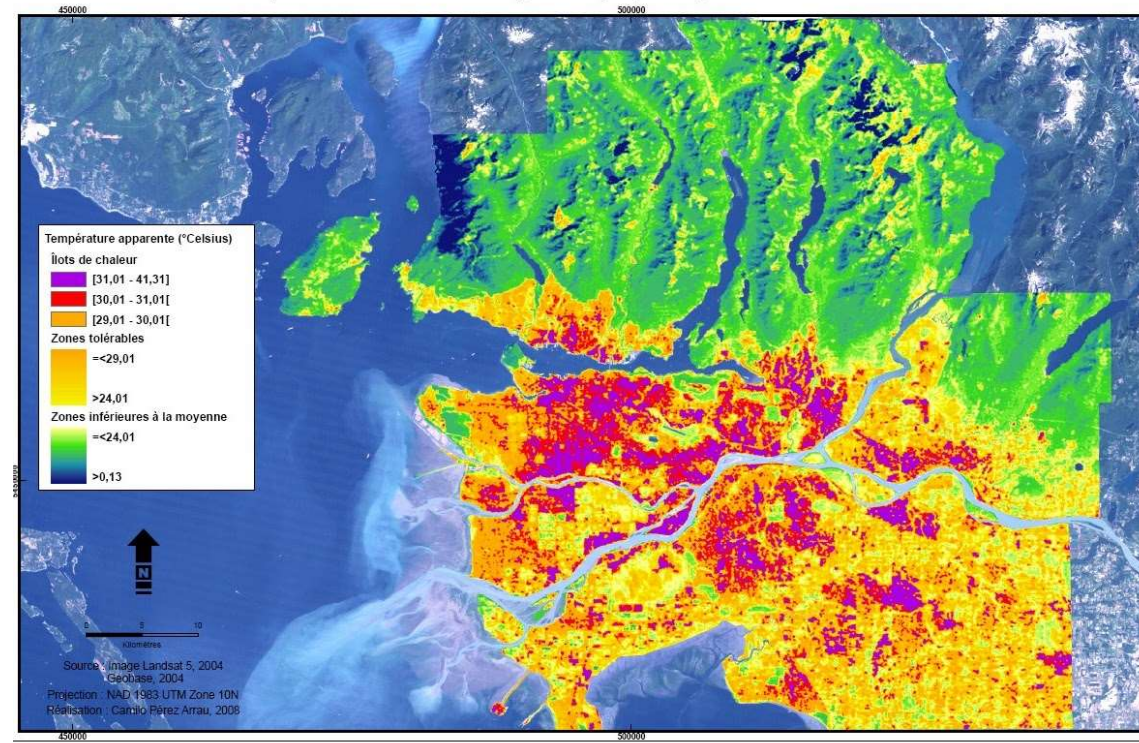 450000
500000
Température apparente (°Celsius)
Îlots de chaleur
[31,01 - 41,31]
[30,01 - 31,01[
[29,01 - 30,01[
Zones tolérables
=<29,01
>24,01
Zones inférieures à la moyenne
=<24,01
>0,13
N
10 5 0 10
Kilomètres
Source : Image Landsat 5, 2004
Géobase, 2004
Projection : NAD 1983 UTM Zone 10N
Réalisation : Camilo Pérez Arrau, 2008
450000
500000